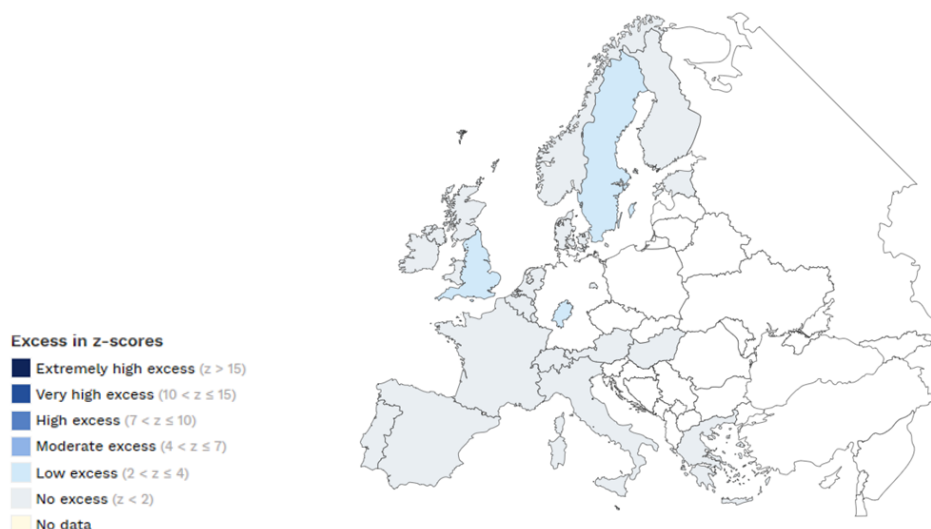 Excess in z-scores
Extremely high excess (z > 15)
Very high excess (10 < z ≤ 15)
High excess (7 < z ≤ 10)
Moderate excess (4 < z ≤ 7)
Low excess (2 < z ≤ 4)
No excess (z < 2)
No data